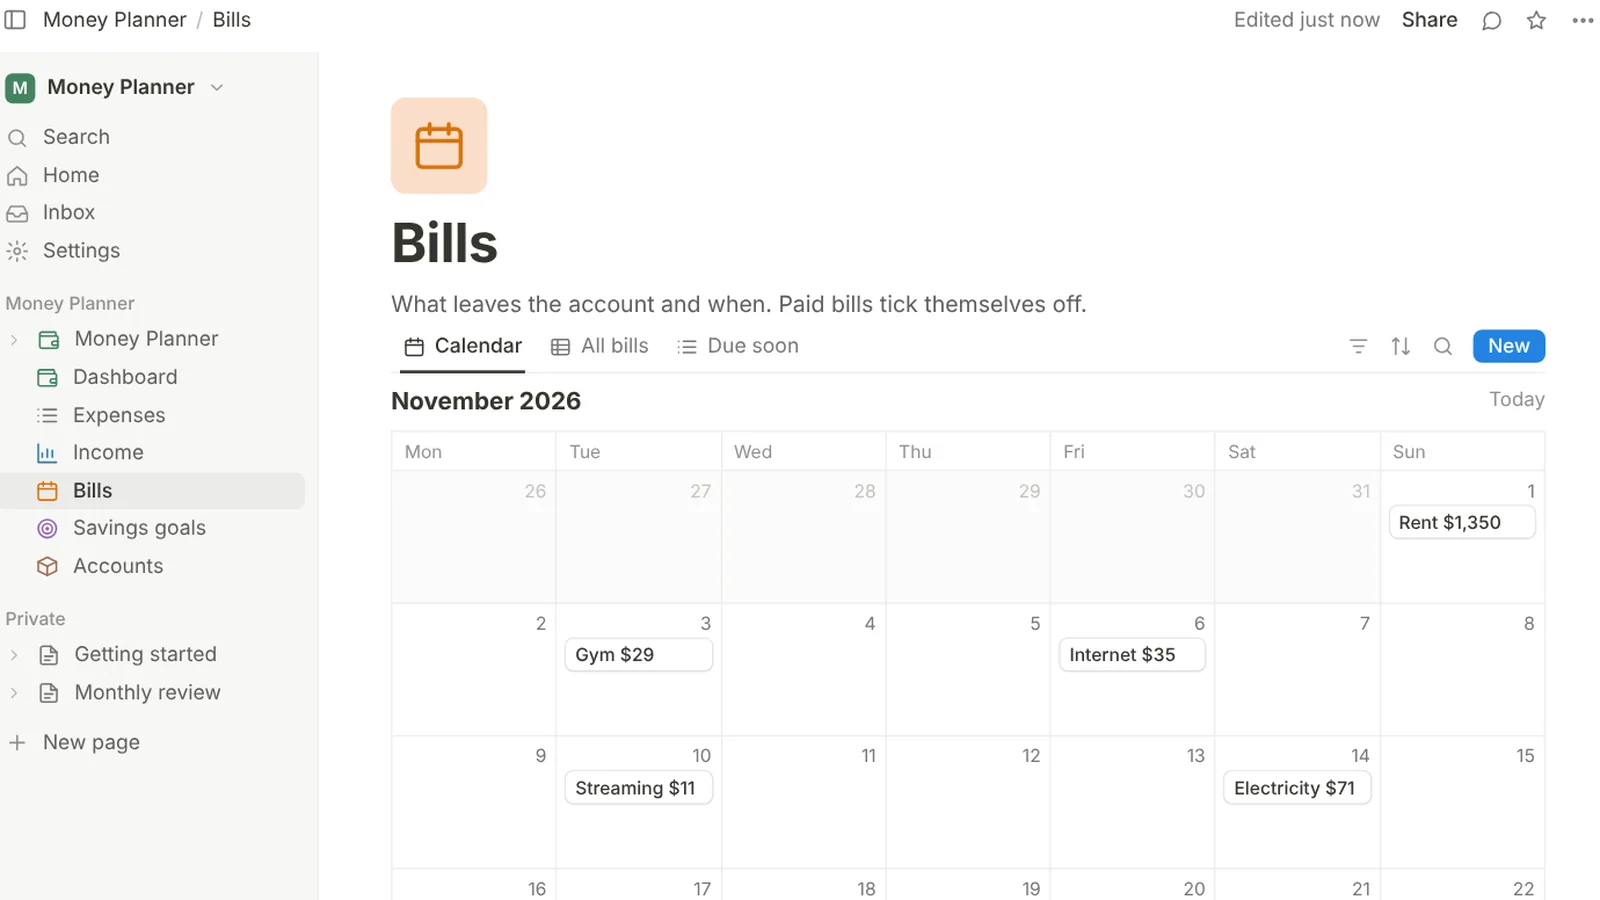 Money Planner / Bills
Edited just now Share
M Money Planner
Search
Home
Inbox
Settings
Money Planner
Money Planner
Dashboard
Expenses
Income
Bills
Savings goals
Accounts
Private
Getting started
Monthly review
New page
Bills
What leaves the account and when. Paid bills tick themselves off.
Calendar All bills Due soon New
November 2026 Today
Mon Tue Wed Thu Fri Sat Sun
26 27 28 29 30 31 1
Rent $1,350
2 3 4 5 6 7 8
Gym $29 Internet $35
9 10 11 12 13 14 15
Streaming $11 Electricity $71
16 17 18 19 20 21 22